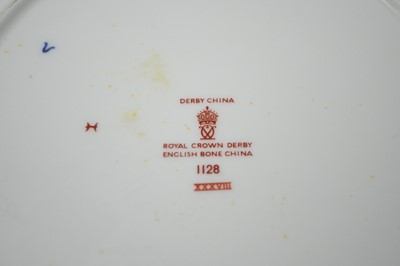 DERBY CHINA
ROYAL CROWN DERBY
ENGLISH BONE CHINA
1128
XXXVIII